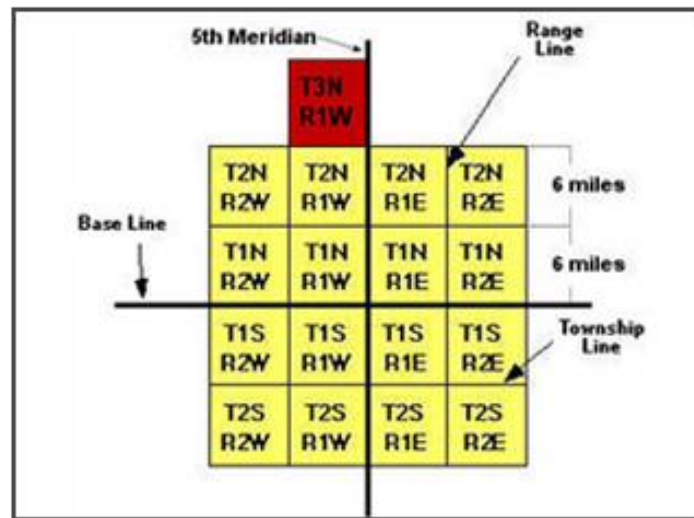 5th Meridian
Range
Line
T3N
R1W
T2N T2N T2N T2N
R2W R1W R1E R2E
6 miles
Base Line
T1N T1N T1N T1N
R2W R1W R1E R2E
6 miles
T1S T1S T1S T1S
R2W R1W R1E R2E
Township
Line
T2S T2S T2S T2S
R2W R1W R1E R2E